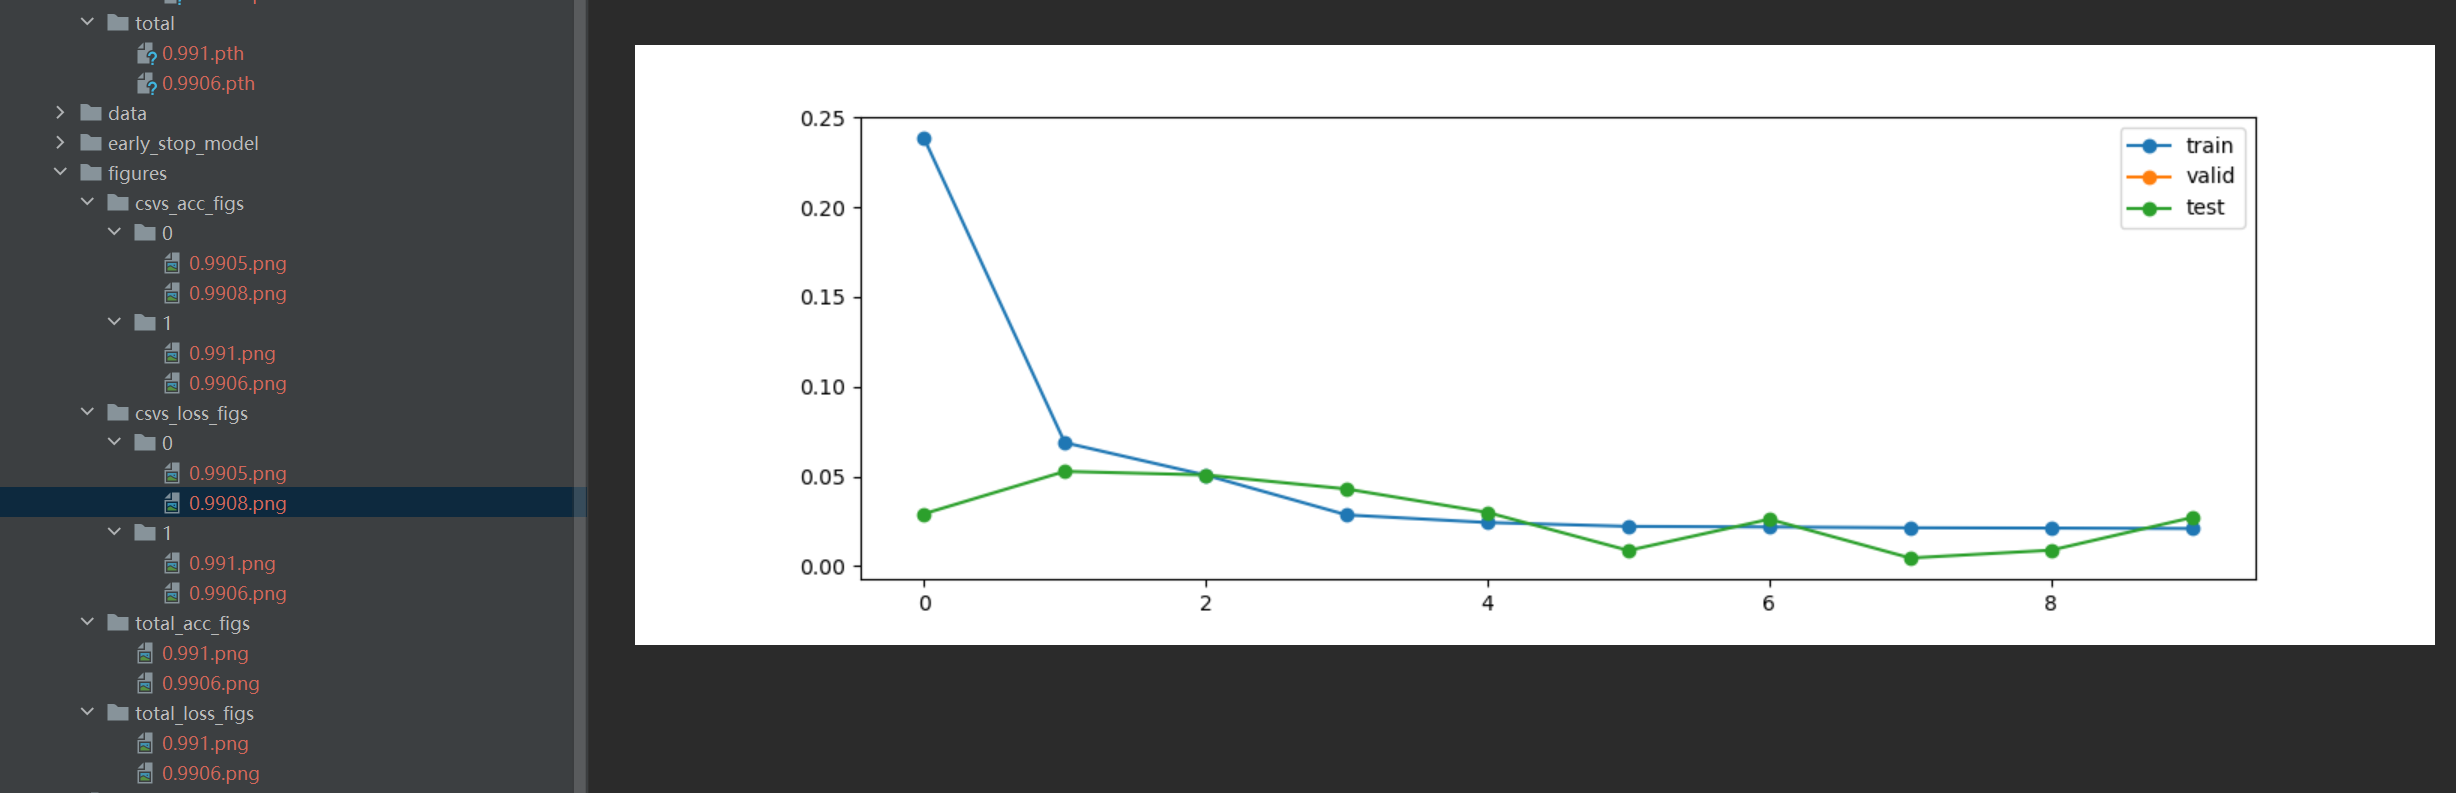 total
0.991.pth
0.9906.pth
data
early_stop_model
figures
csvs_acc_figs
0
0.9905.png
0.9908.png
1
0.991.png
0.9906.png
csvs_loss_figs
0
0.9905.png
0.9908.png
1
0.991.png
0.9906.png
total_acc_figs
0.991.png
0.9906.png
total_loss_figs
0.991.png
0.9906.png
0.25
0.20
0.15
0.10
0.05
0.00
0 2 4 6 8
train
valid
test